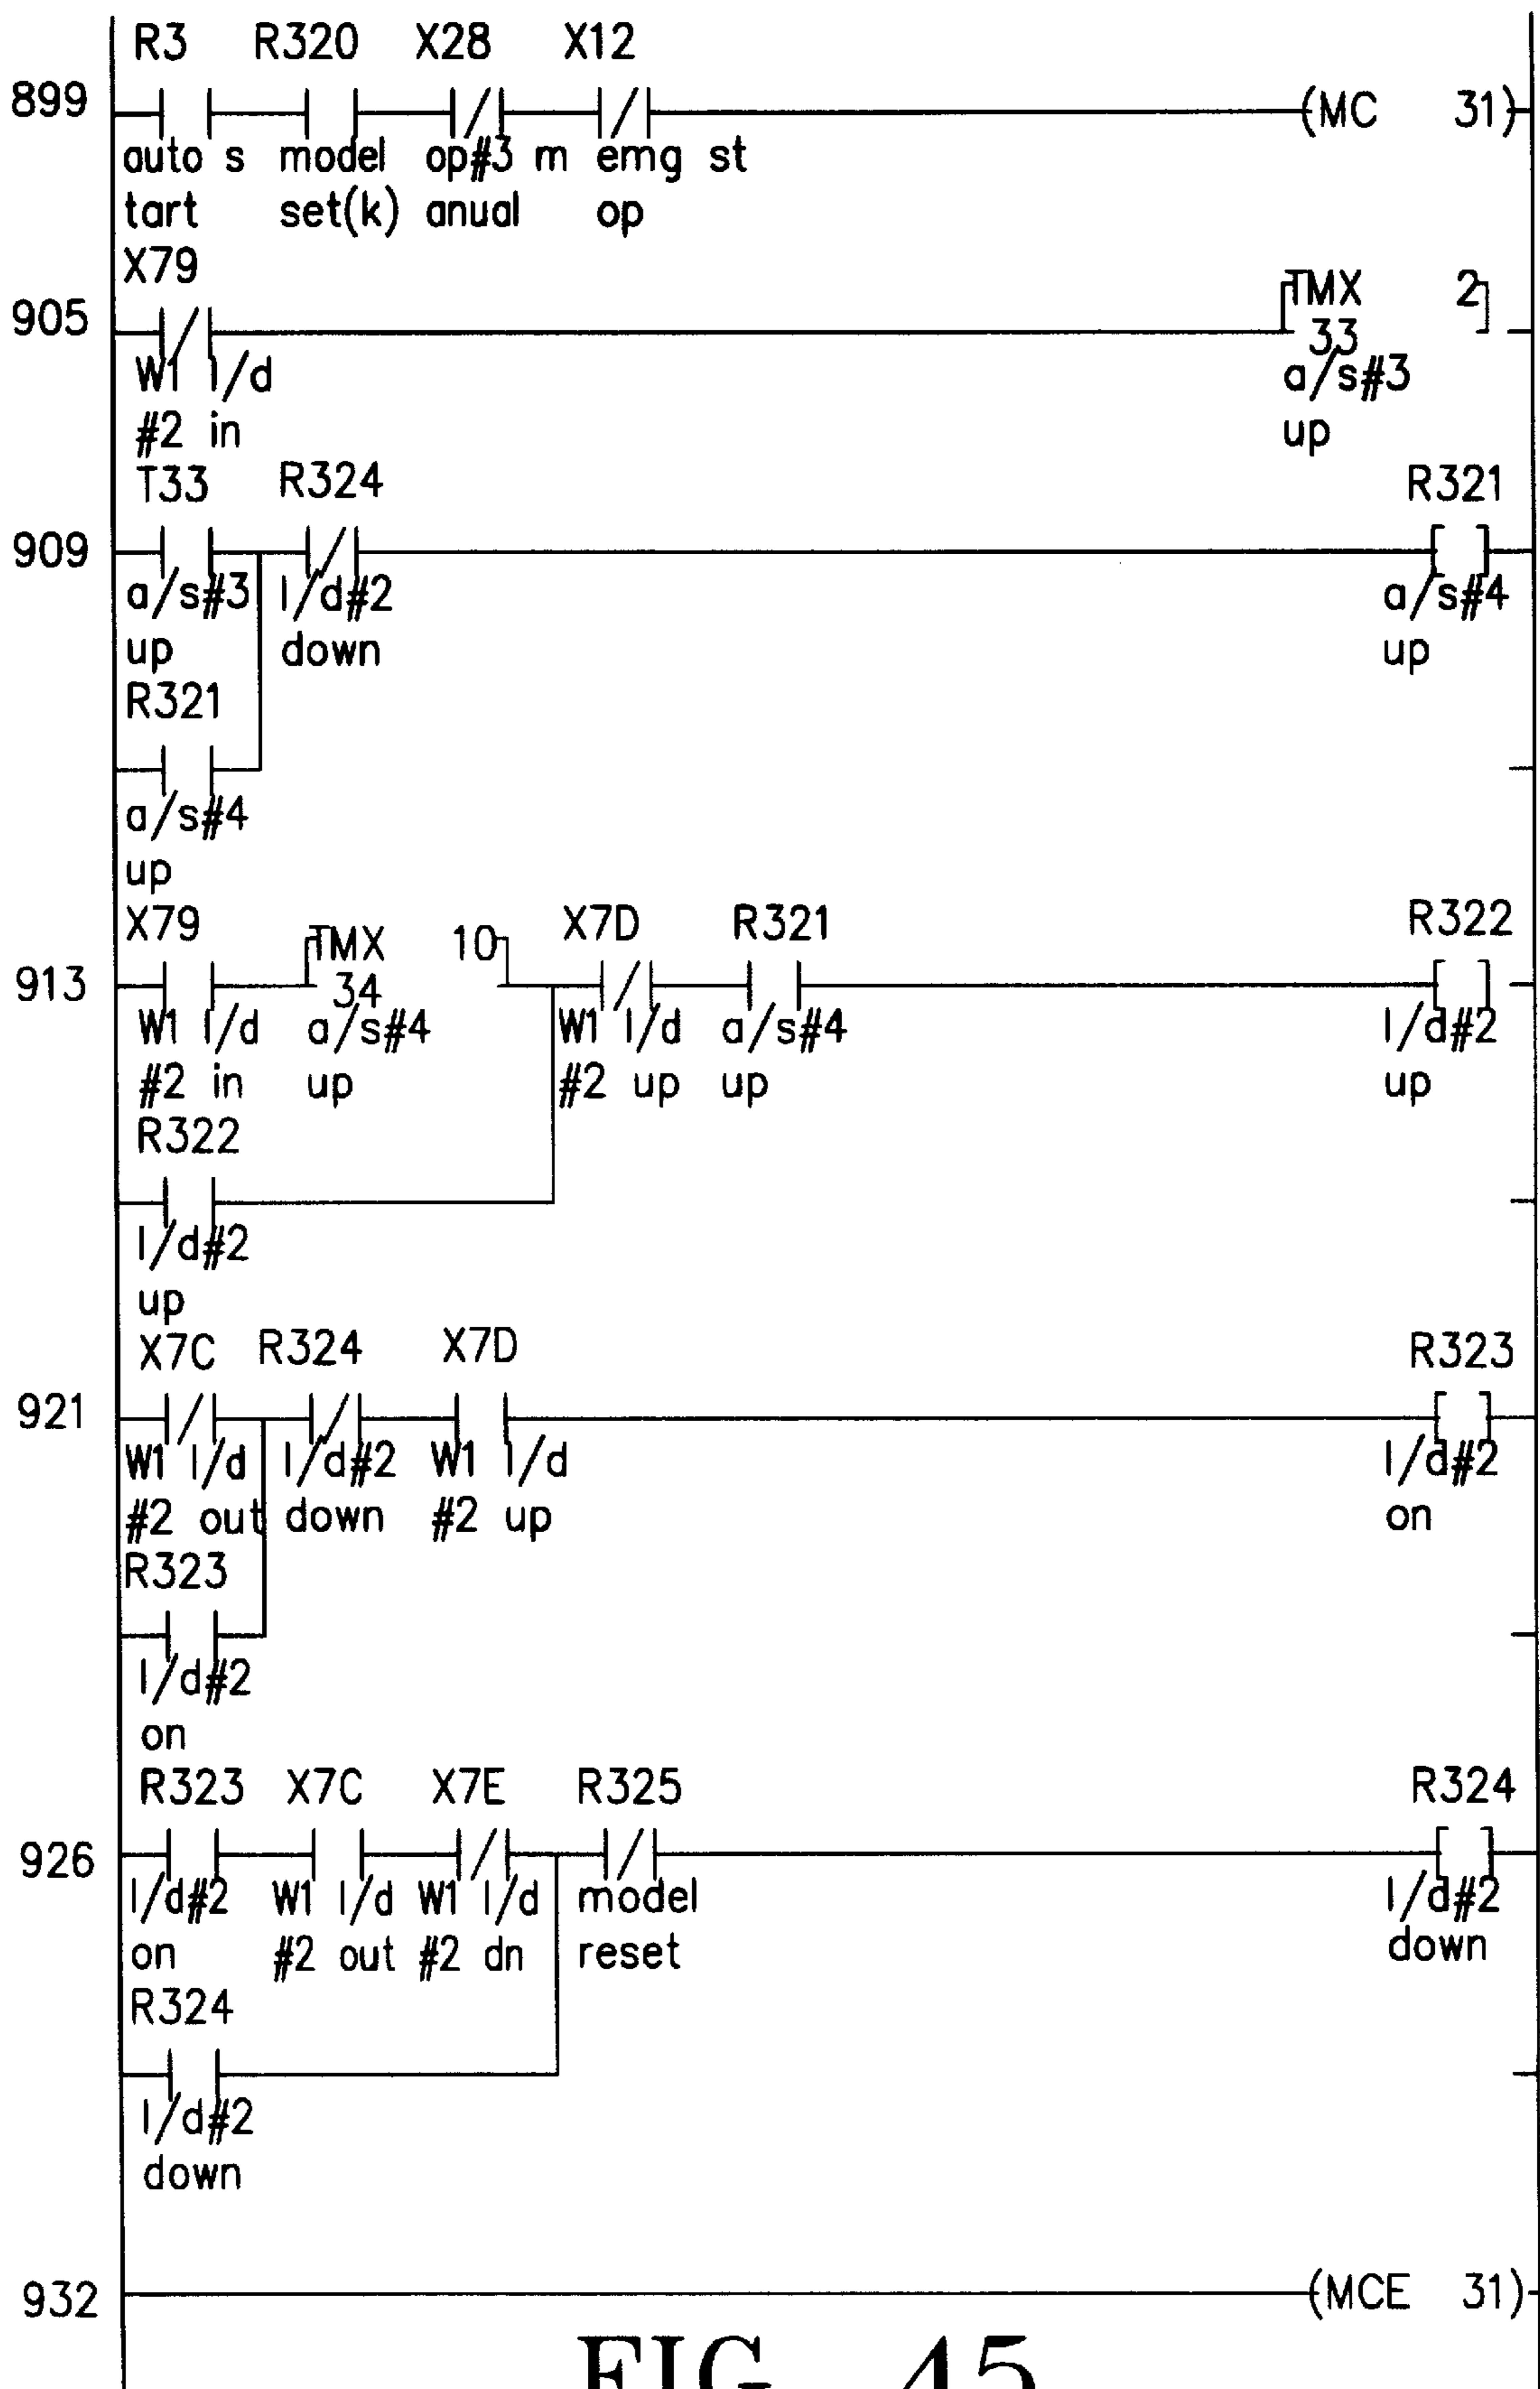 R3 R320 X28 X12
899 (MC 31)
auto s model op#3 m emg st
tart set(k) anual op
X79
905 TMX 2
33
W1 l/d a/s#3
#2 in up
T33 R324 R321
909
a/s#3 l/d#2 a/s#4
up down up
R321
a/s#4
up
X79 TMX 10 X7D R321 R322
913 34
W1 l/d a/s#4 W1 l/d a/s#4 l/d#2
#2 in up #2 up up up
R322
l/d#2
up
X7C R324 X7D R323
921
W1 l/d l/d#2 W1 l/d l/d#2
#2 out down #2 up on
R323
l/d#2
on
R323 X7C X7E R325 R324
926
l/d#2 W1 l/d W1 l/d model l/d#2
on #2 out #2 dn reset down
R324
l/d#2
down
932 (MCE 31)
FIG. 45